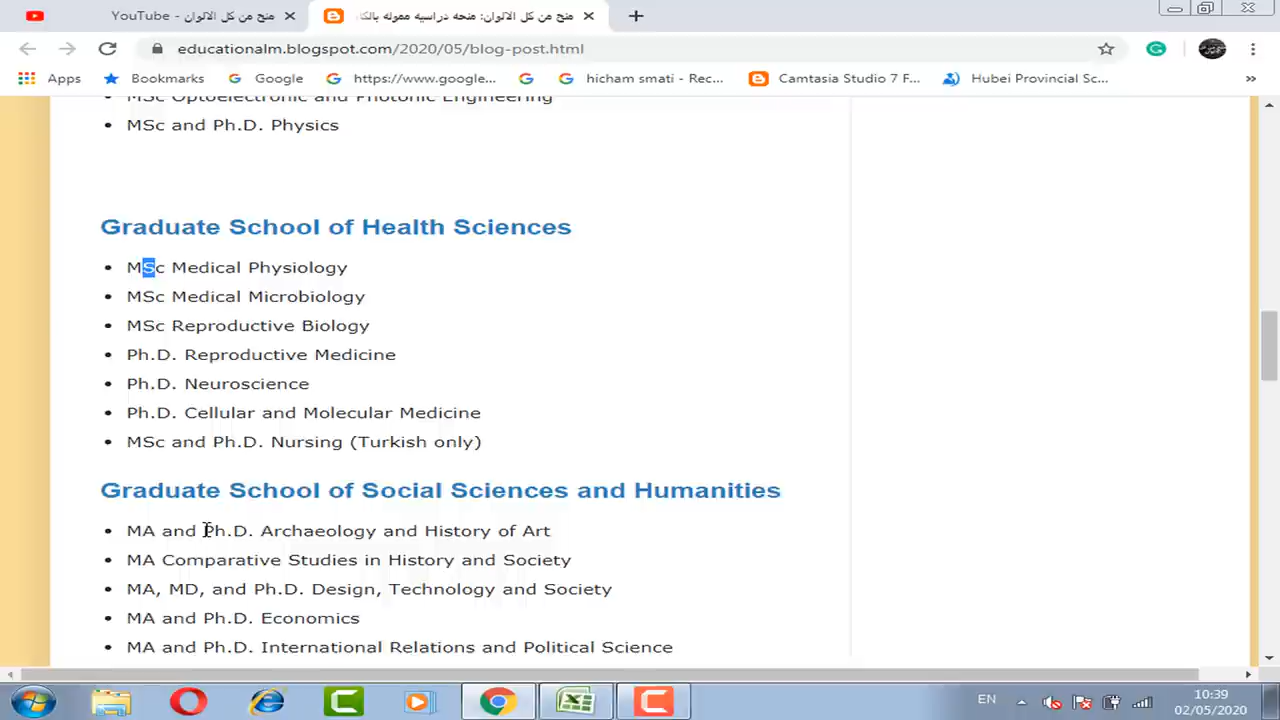 منح من كل الالوان - YouTube
منح من كل الالوان: منحة دراسية ممولة بالكا
educationalm.blogspot.com/2020/05/blog-post.html
Apps Bookmarks Google https://www.google... hicham smati - Rec... Camtasia Studio 7 F... Hubei Provincial Sc... »
MSc Optoelectronic and Photonic Engineering
• MSc and Ph.D. Physics
Graduate School of Health Sciences
• MSc Medical Physiology
• MSc Medical Microbiology
• MSc Reproductive Biology
• Ph.D. Reproductive Medicine
• Ph.D. Neuroscience
• Ph.D. Cellular and Molecular Medicine
• MSc and Ph.D. Nursing (Turkish only)
Graduate School of Social Sciences and Humanities
• MA and Ph.D. Archaeology and History of Art
• MA Comparative Studies in History and Society
• MA, MD, and Ph.D. Design, Technology and Society
• MA and Ph.D. Economics
• MA and Ph.D. International Relations and Political Science
EN
10:39
02/05/2020